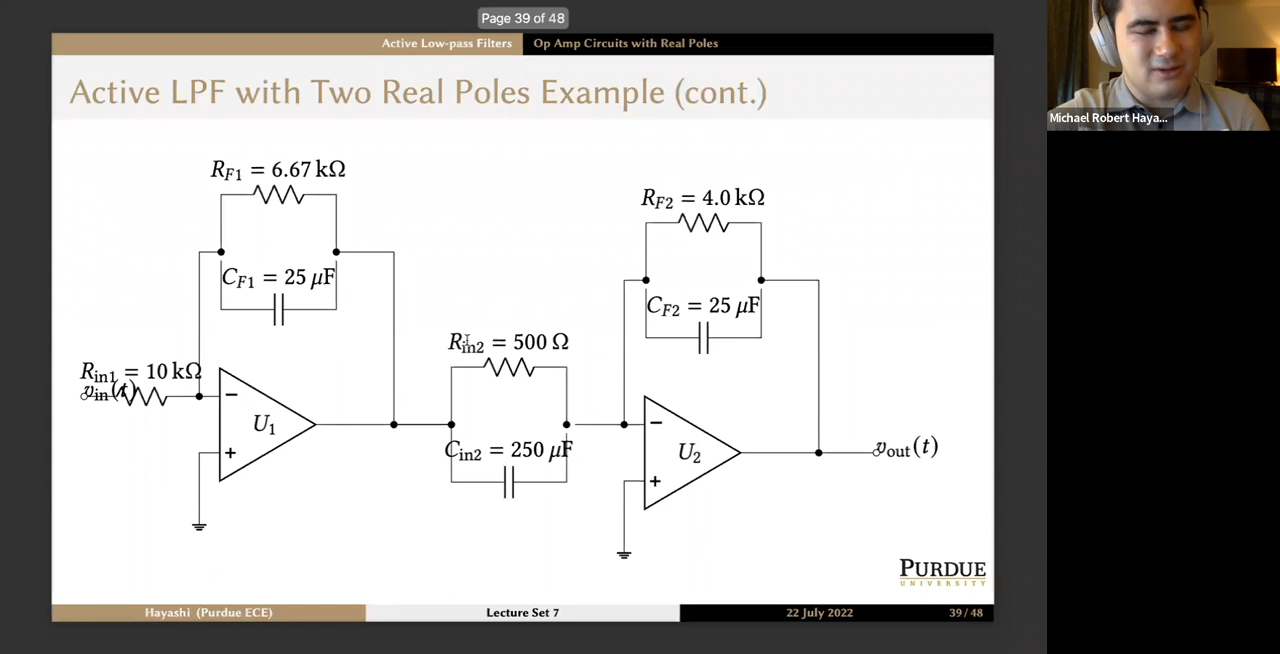 Page 39 of 48
Active Low-pass Filters Op Amp Circuits with Real Poles
Active LPF with Two Real Poles Example (cont.)
Michael Robert Haya...
R_F1 = 6.67 kΩ
C_F1 = 25 μF
R_in1 = 10 kΩ
v_in(t)
−
+
U_1
R_in2 = 500 Ω
C_in2 = 250 μF
R_F2 = 4.0 kΩ
C_F2 = 25 μF
−
+
U_2
v_out(t)
PURDUE
UNIVERSITY
Hayashi (Purdue ECE) Lecture Set 7 22 July 2022 39 / 48